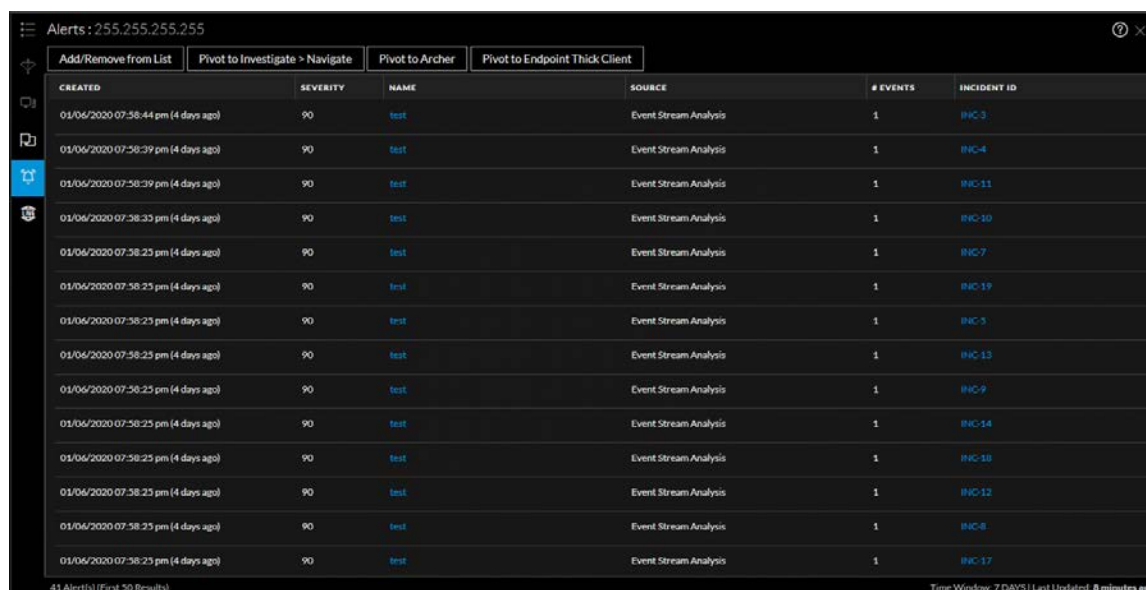 Alerts : 255.255.255.255
Add/Remove from List Pivot to Investigate > Navigate Pivot to Archer Pivot to Endpoint Thick Client
CREATED SEVERITY NAME SOURCE # EVENTS INCIDENT ID
01/06/2020 07:58:44 pm (4 days ago) 90 test Event Stream Analysis 1 INC-3
01/06/2020 07:58:39 pm (4 days ago) 90 test Event Stream Analysis 1 INC-4
01/06/2020 07:58:39 pm (4 days ago) 90 test Event Stream Analysis 1 INC-11
01/06/2020 07:58:35 pm (4 days ago) 90 test Event Stream Analysis 1 INC-10
01/06/2020 07:58:25 pm (4 days ago) 90 test Event Stream Analysis 1 INC-7
01/06/2020 07:58:25 pm (4 days ago) 90 test Event Stream Analysis 1 INC-19
01/06/2020 07:58:25 pm (4 days ago) 90 test Event Stream Analysis 1 INC-5
01/06/2020 07:58:25 pm (4 days ago) 90 test Event Stream Analysis 1 INC-13
01/06/2020 07:58:25 pm (4 days ago) 90 test Event Stream Analysis 1 INC-9
01/06/2020 07:58:25 pm (4 days ago) 90 test Event Stream Analysis 1 INC-14
01/06/2020 07:58:25 pm (4 days ago) 90 test Event Stream Analysis 1 INC-18
01/06/2020 07:58:25 pm (4 days ago) 90 test Event Stream Analysis 1 INC-12
01/06/2020 07:58:25 pm (4 days ago) 90 test Event Stream Analysis 1 INC-8
01/06/2020 07:58:25 pm (4 days ago) 90 test Event Stream Analysis 1 INC-17
41 Alert(s) (First 50 Results) Time Window: 7 DAYS | Last Updated: 8 minutes